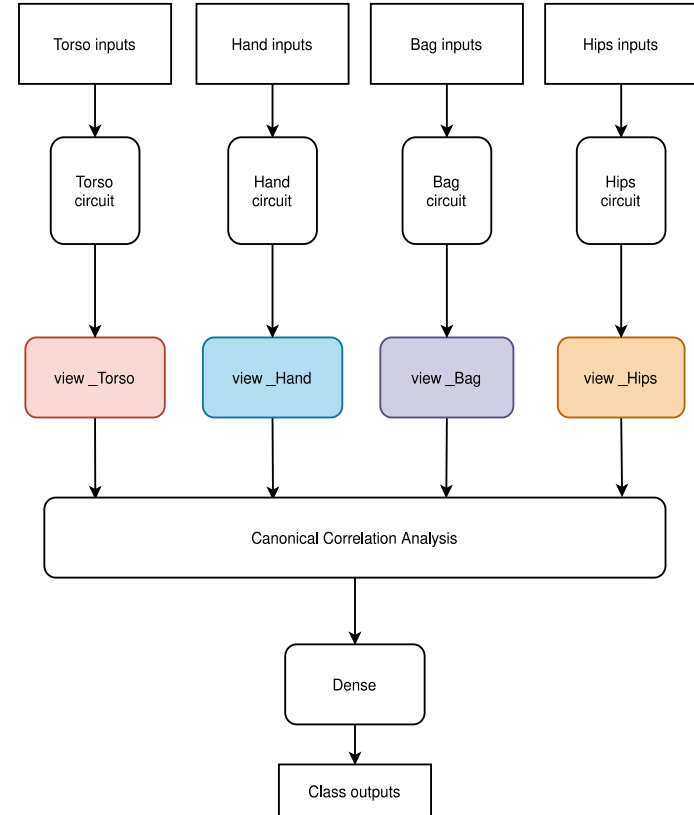 Torso inputs
Hand inputs
Bag inputs
Hips inputs
Torso
circuit
Hand
circuit
Bag
circuit
Hips
circuit
view _Torso
view _Hand
view _Bag
view _Hips
Canonical Correlation Analysis
Dense
Class outputs